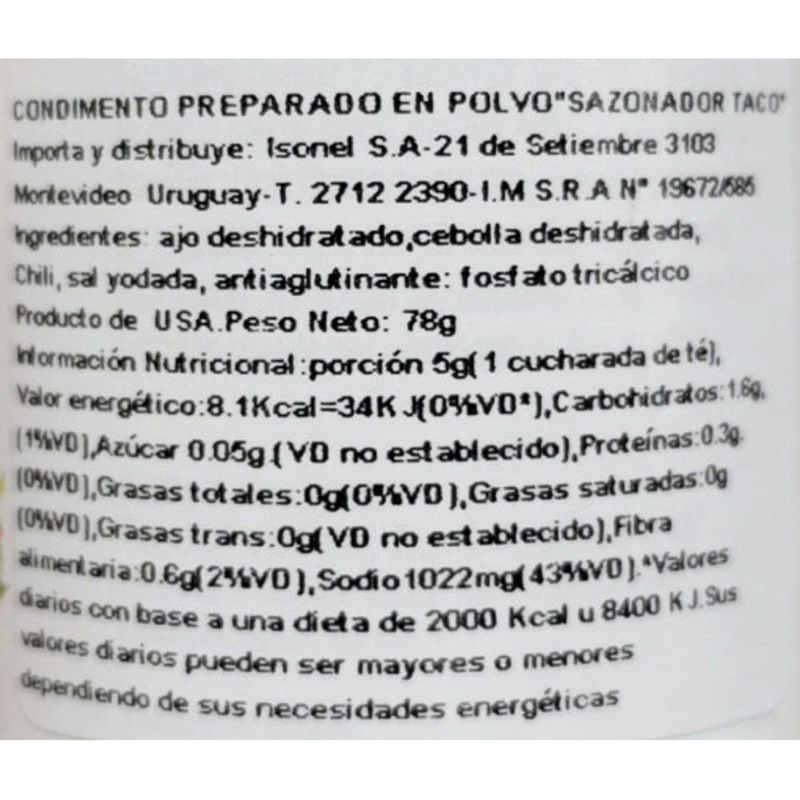 CONDIMENTO PREPARADO EN POLVO"SAZONADOR TACO"
Importa y distribuye: Isonel S.A-21 de Setiembre 3103
Montevideo Uruguay-T. 2712 2390-I.M S.R.A N° 19672/685
Ingredientes: ajo deshidratado,cebolla deshidratada,
Chili, sal yodada, antiaglutinante: fosfato tricálcico
Producto de USA.Peso Neto: 78g
Información Nutricional:porción 5g(1 cucharada de té),
Valor energético:8.1Kcal=34KJ(0%VD*),Carbohidratos:1.6g,
(1%VD),Azúcar 0.05g (VD no establecido),Proteínas:0.3g
(0%VD),Grasas totales:0g(0%VD),Grasas saturadas:0g
(0%VD),Grasas trans:0g(VD no establecido),Fibra
alimentaria:0.6g(2%VD),Sodio 1022mg(43%VD).*Valores
diarios con base a una dieta de 2000 Kcal u 8400 KJ.Sus
valores diarios pueden ser mayores o menores
dependiendo de sus necesidades energéticas